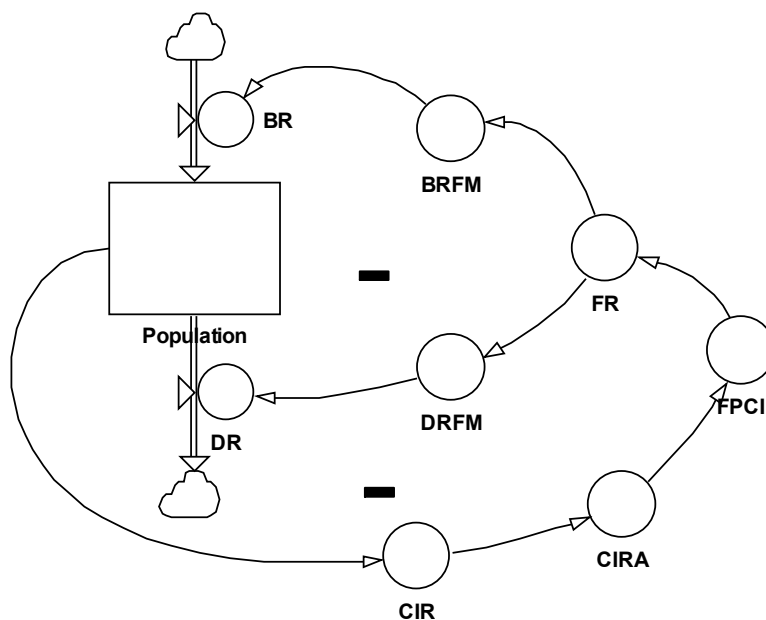 BR
BRFM
FR
Population
FPCI
DRFM
DR
CIRA
CIR